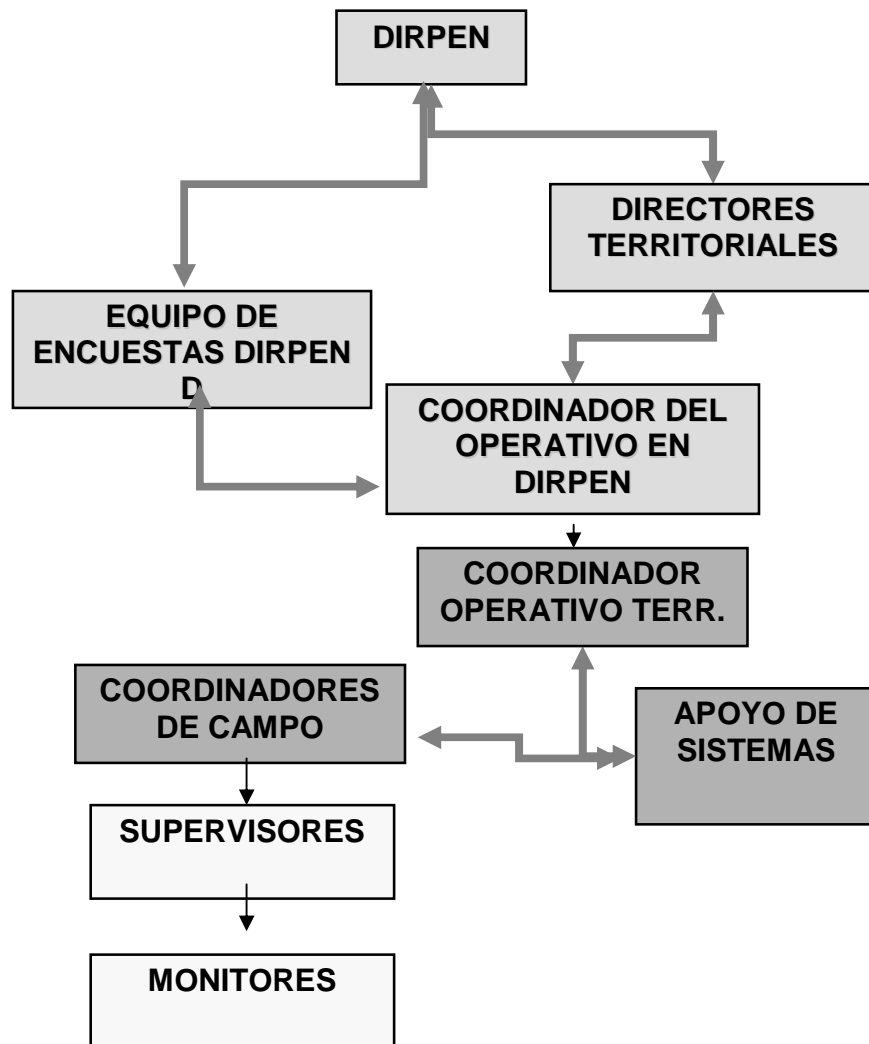 DIRPEN
DIRECTORES
TERRITORIALES
EQUIPO DE
ENCUESTAS DIRPEN
D
COORDINADOR DEL
OPERATIVO EN
DIRPEN
COORDINADOR
OPERATIVO TERR.
COORDINADORES
DE CAMPO
APOYO DE
SISTEMAS
SUPERVISORES
MONITORES